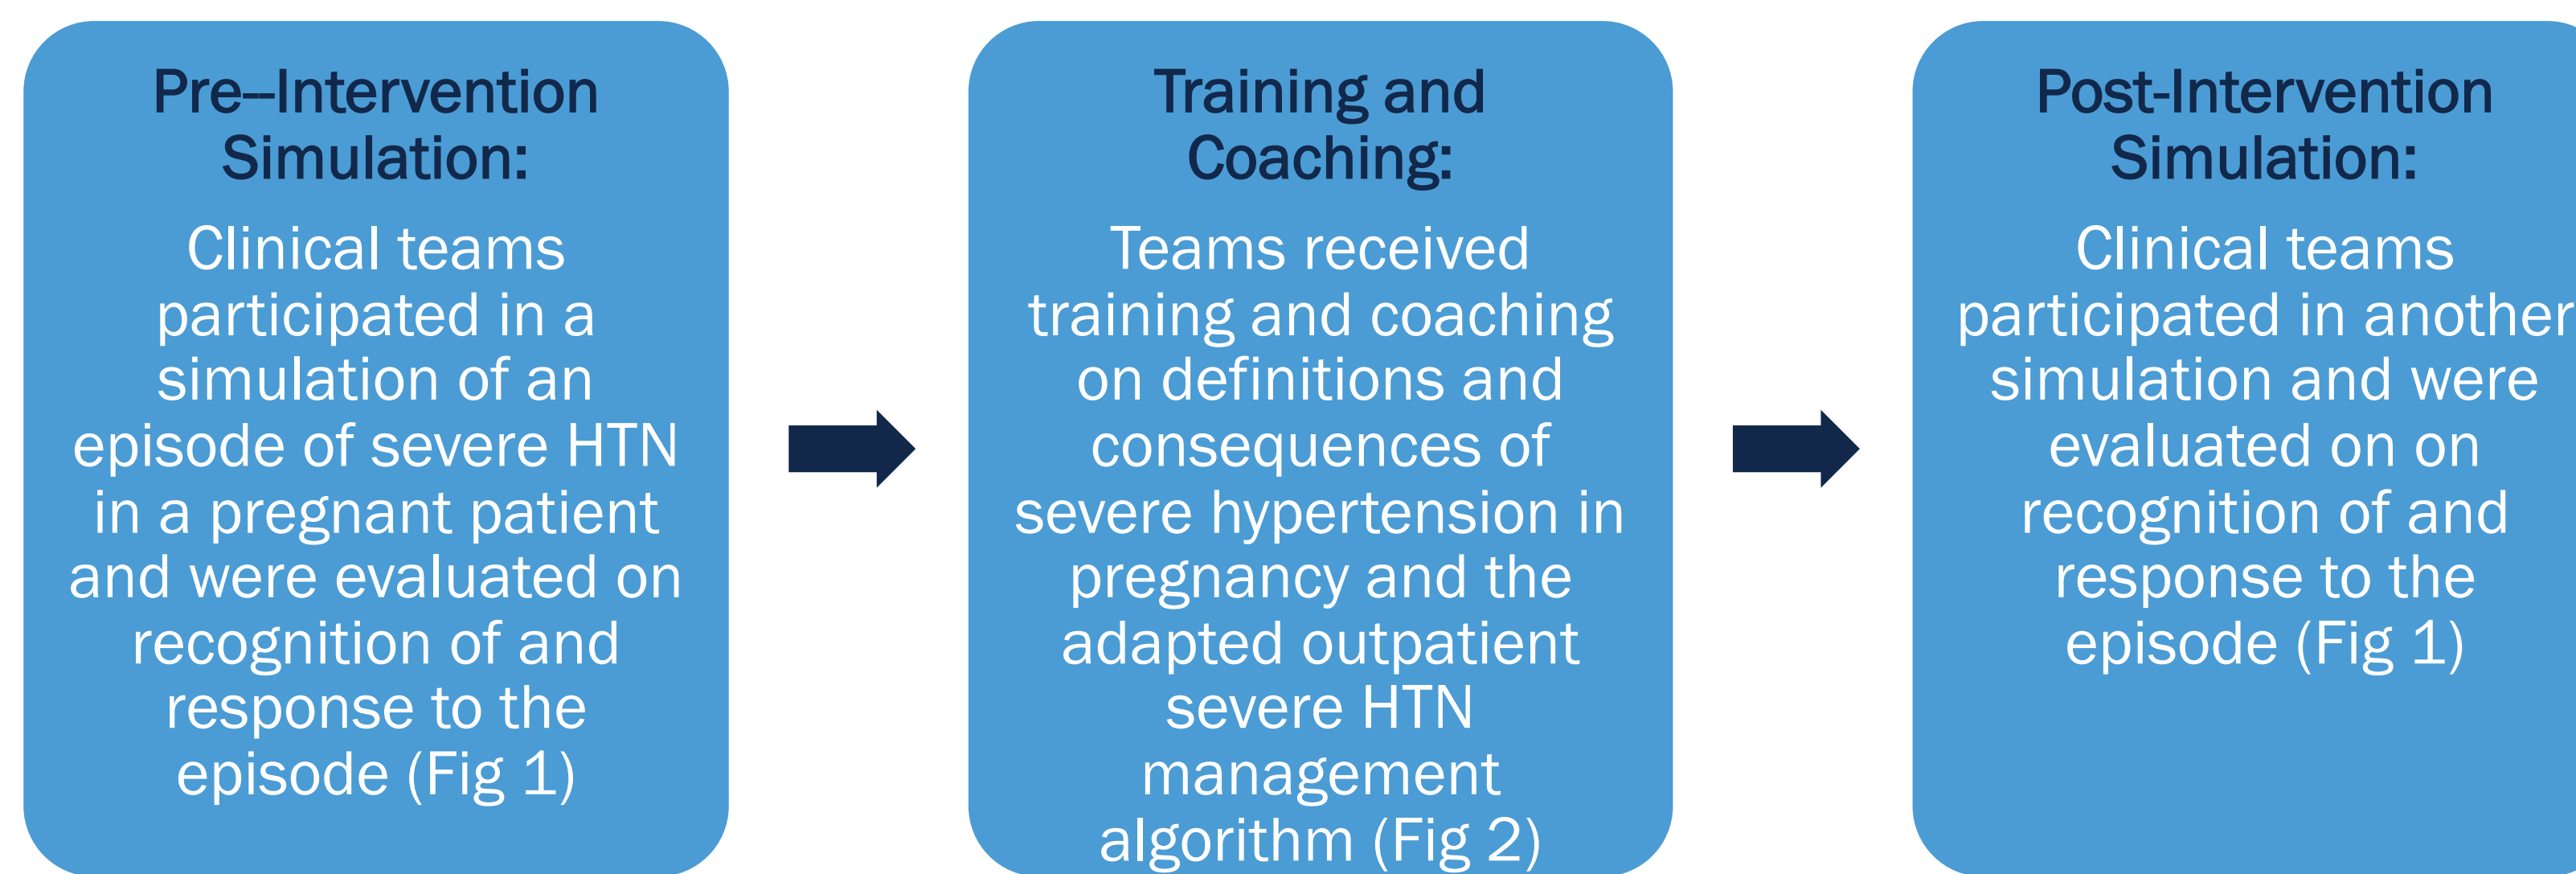 Pre--Intervention
Simulation:
Clinical teams
participated in a
simulation of an
episode of severe HTN
in a pregnant patient
and were evaluated on
recognition of and
response to the
episode (Fig 1)
Training and
Coaching:
Teams received
training and coaching
on definitions and
consequences of
severe hypertension in
pregnancy and the
adapted outpatient
severe HTN
management
algorithm (Fig 2)
Post-Intervention
Simulation:
Clinical teams
participated in another
simulation and were
evaluated on on
recognition of and
response to the
episode (Fig 1)